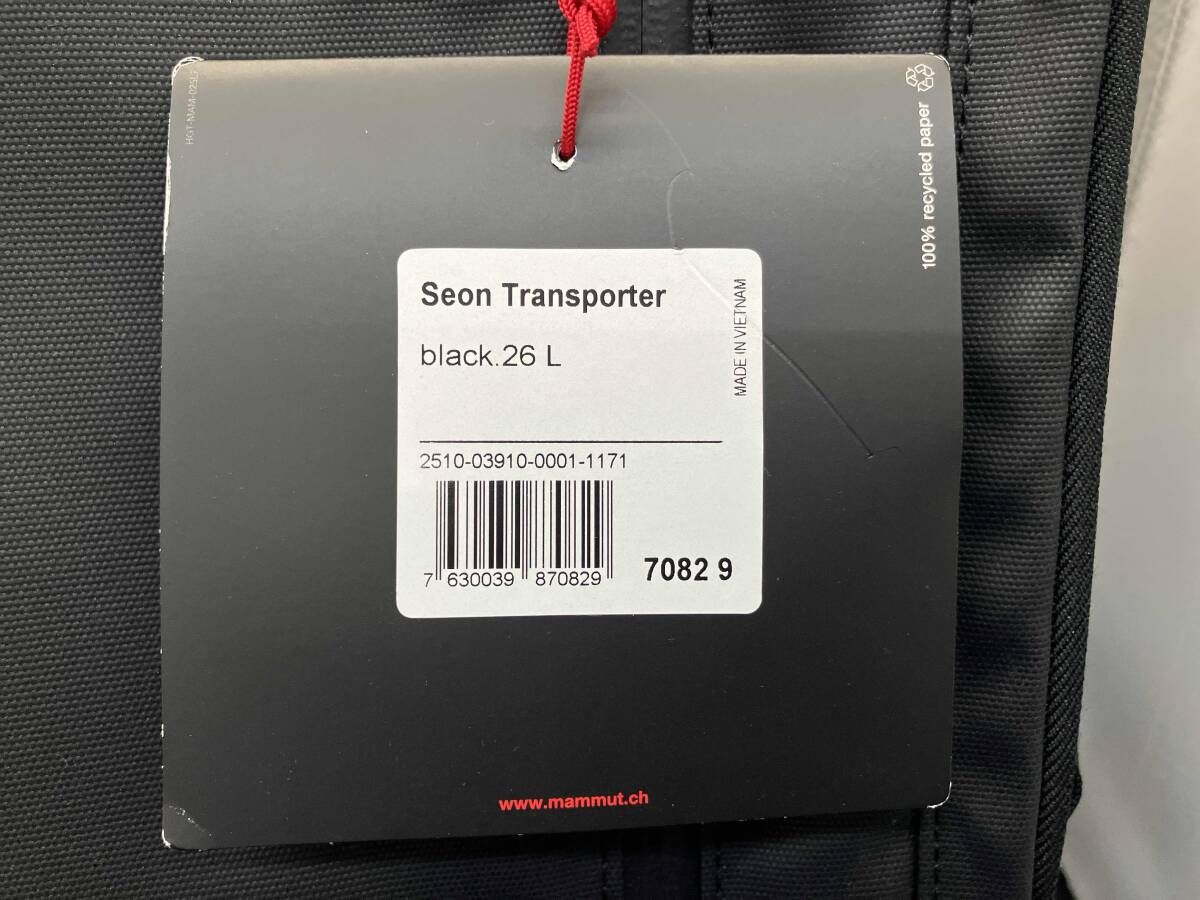 100% recycled paper
Seon Transporter
black.26 L
MADE IN VIETNAM
2510-03910-0001-1171
7 630039 870829
7082 9
www.mammut.ch